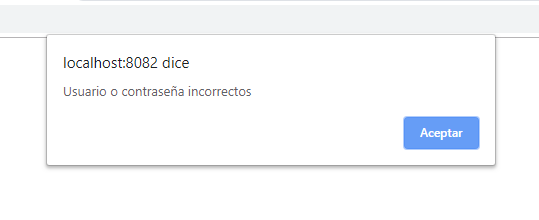 localhost:8082 dice
Usuario o contraseña incorrectos
Aceptar